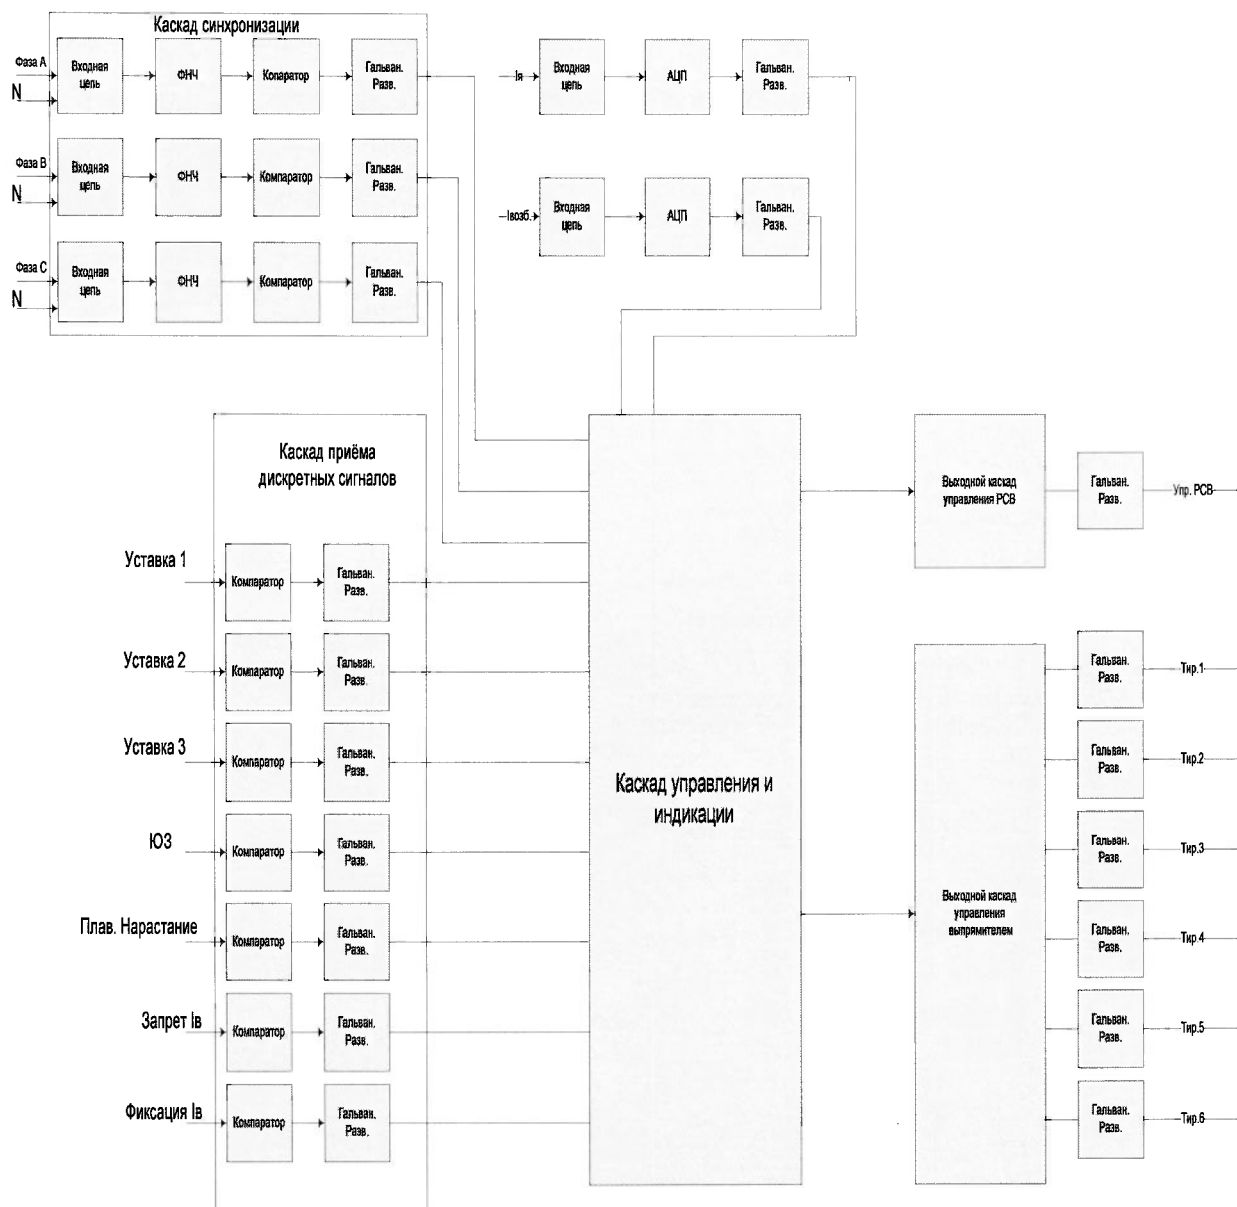 Каскад синхронизации
Фаза А
N
Входная
цепь
ФНЧ
Копаратор
Гальван.
Разв.
Фаза В
N
Входная
цепь
ФНЧ
Компаратор
Гальван.
Разв.
Фаза С
N
Входная
цепь
ФНЧ
Компаратор
Гальван.
Разв.
Iя
Входная
цепь
АЦП
Гальван.
Разв.
Iвозб.
Входная
цепь
АЦП
Гальван.
Разв.
Каскад приёма
дискретных сигналов
Уставка 1
Компаратор
Гальван.
Разв.
Уставка 2
Компаратор
Гальван.
Разв.
Уставка 3
Компаратор
Гальван.
Разв.
ЮЗ
Компаратор
Гальван.
Разв.
Плав. Нарастание
Компаратор
Гальван.
Разв.
Запрет Iв
Компаратор
Гальван.
Разв.
Фиксация Iв
Компаратор
Гальван.
Разв.
Каскад управления и
индикации
Выходной каскад
управления РСВ
Гальван.
Разв.
Упр. РСВ
Выходной каскад
управления
выпрямителем
Гальван.
Разв.
Тир.1
Гальван.
Разв.
Тир.2
Гальван.
Разв.
Тир.3
Гальван.
Разв.
Тир.4
Гальван.
Разв.
Тир.5
Гальван.
Разв.
Тир.6